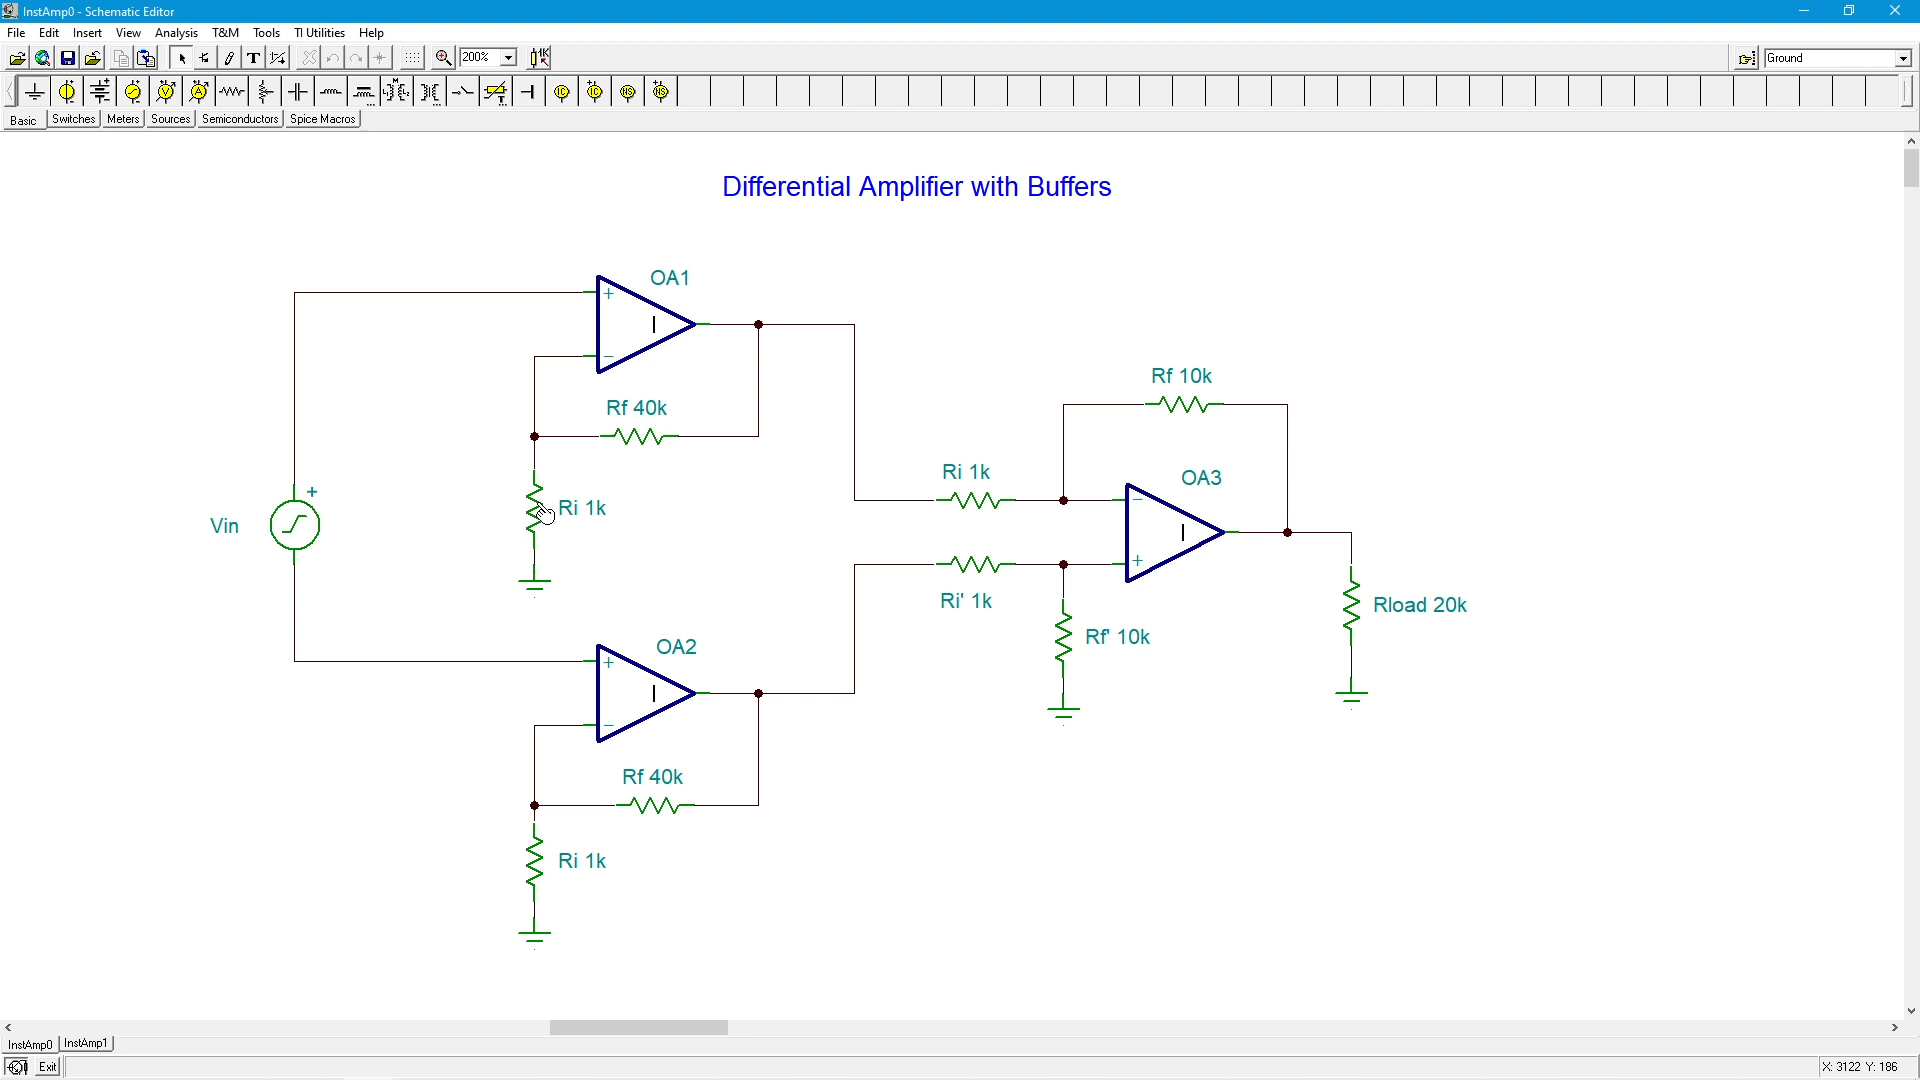 InstAmp0 - Schematic Editor
File Edit Insert View Analysis T&M Tools TI Utilities Help
200%
Ground
Basic Switches Meters Sources Semiconductors Spice Macros
Differential Amplifier with Buffers
OA1
Rf 10k
Rf 40k
Ri 1k
OA3
Ri 1k
Vin
Ri' 1k
Rload 20k
Rf' 10k
OA2
Rf 40k
Ri 1k
InstAmp0 InstAmp1
Exit
X: 3122 Y: 186